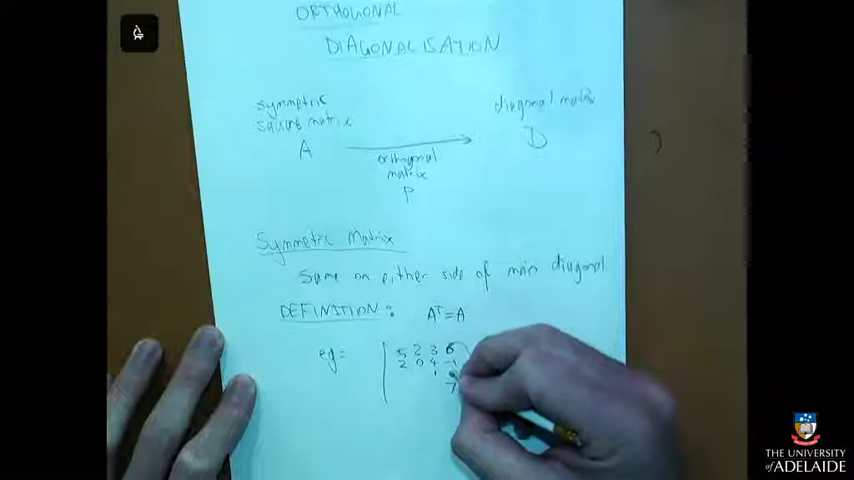 ORTHOGONAL
DIAGONALISATION
symmetric
square matrix
A
orthogonal
matrix
P
diagonal matrix
D
Symmetric Matrix
Same on either side of main diagonal
DEFINITION: Aᵀ=A
eg=
5 2 3 6
2 0 4 -1
THE UNIVERSITY
of ADELAIDE